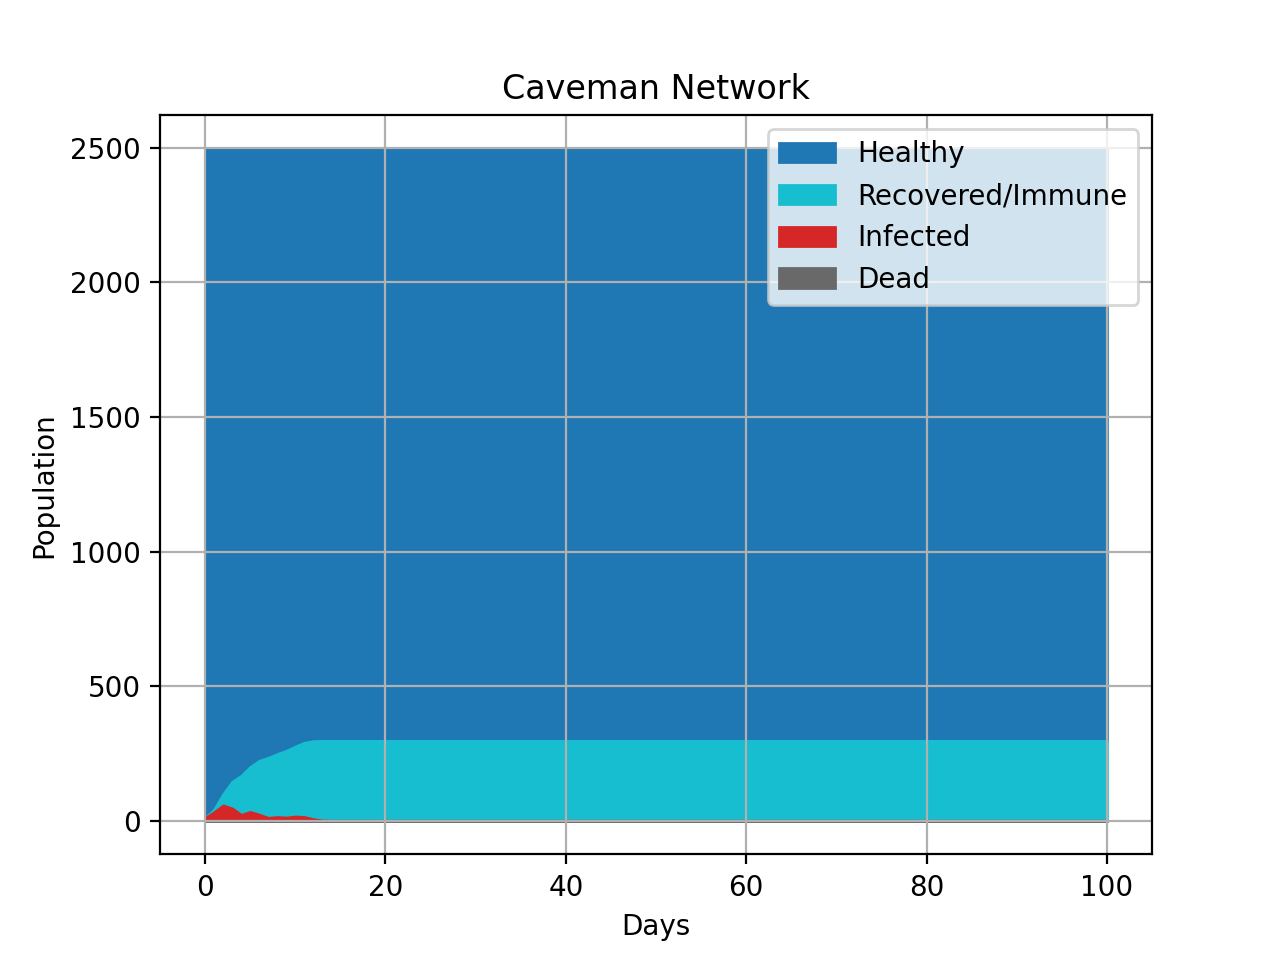 Caveman Network
Healthy
Recovered/Immune
Infected
Dead
Population
2500
2000
1500
1000
500
0
0 20 40 60 80 100
Days